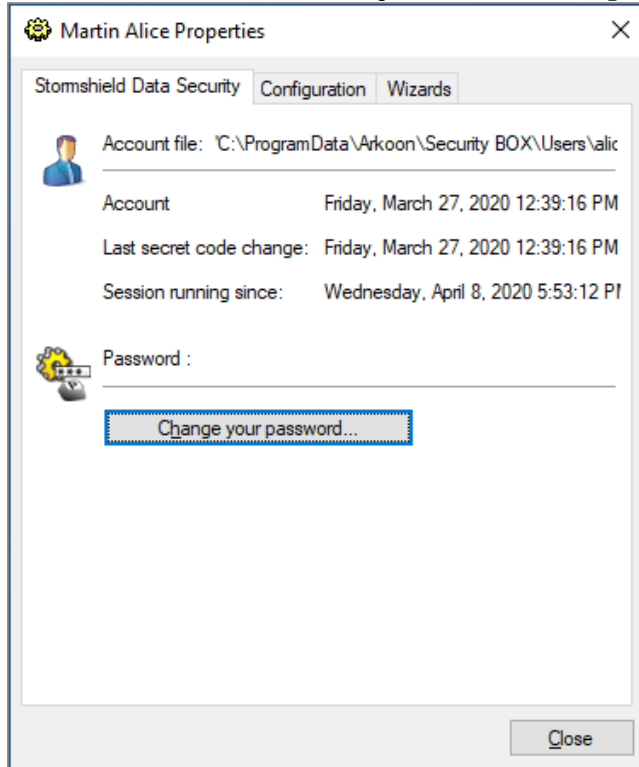 Martin Alice Properties
Stormshield Data Security Configuration Wizards
Account file: 'C:\ProgramData\Arkoon\Security BOX\Users\alic
Account Friday, March 27, 2020 12:39:16 PM
Last secret code change: Friday, March 27, 2020 12:39:16 PM
Session running since: Wednesday, April 8, 2020 5:53:12 PM
Password :
Change your password...
Close